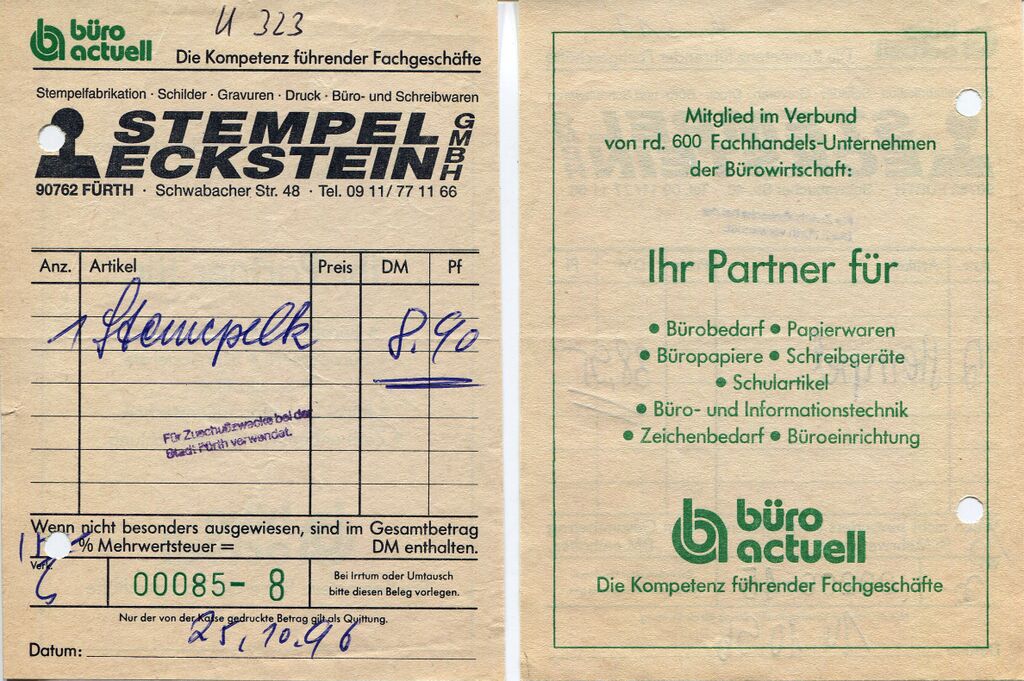 U 323
büro
actuell
Die Kompetenz führender Fachgeschäfte
Stempelfabrikation · Schilder · Gravuren · Druck · Büro- und Schreibwaren
STEMPEL
ECKSTEIN
GMBH
90762 FÜRTH · Schwabacher Str. 48 · Tel. 09 11/ 77 11 66
Anz. Artikel Preis DM Pf
1 Stempelk 8.90
Für Zuschußzwecke bei der
Stadt Fürth verwendet.
Wenn nicht besonders ausgewiesen, sind im Gesamtbetrag
% Mehrwertsteuer = DM enthalten.
Verk.
00085- 8
Bei Irrtum oder Umtausch
bitte diesen Beleg vorlegen.
Nur der von der Kasse gedruckte Betrag gilt als Quittung.
Datum: 25.10.96
Mitglied im Verbund
von rd. 600 Fachhandels-Unternehmen
der Bürowirtschaft:
Ihr Partner für
• Bürobedarf • Papierwaren
• Büropapiere • Schreibgeräte
• Schulartikel
• Büro- und Informationstechnik
• Zeichenbedarf • Büroeinrichtung
büro
actuell
Die Kompetenz führender Fachgeschäfte